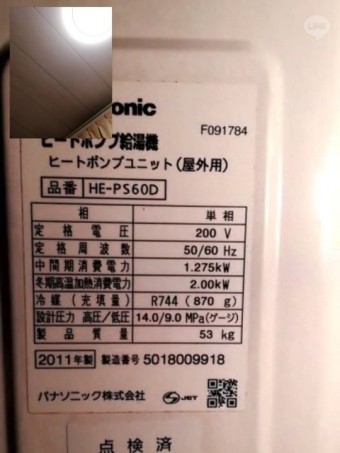 LINE
sonic
F091784
ヒートポンプ給湯機
ヒートポンプユニット(屋外用)
品番 HE-PS60D
相 単相
定格電圧 200 V
定格周波数 50/60 Hz
中間期消費電力 1.275kW
冬期高温加熱消費電力 2.00kW
冷媒(充填量) R744 (870 g)
設計圧力 高圧/低圧 14.0/9.0 MPa(ゲージ)
製品質量 53 kg
2011年製 製造番号 5018009918
パナソニック株式会社 S-JET
点検済